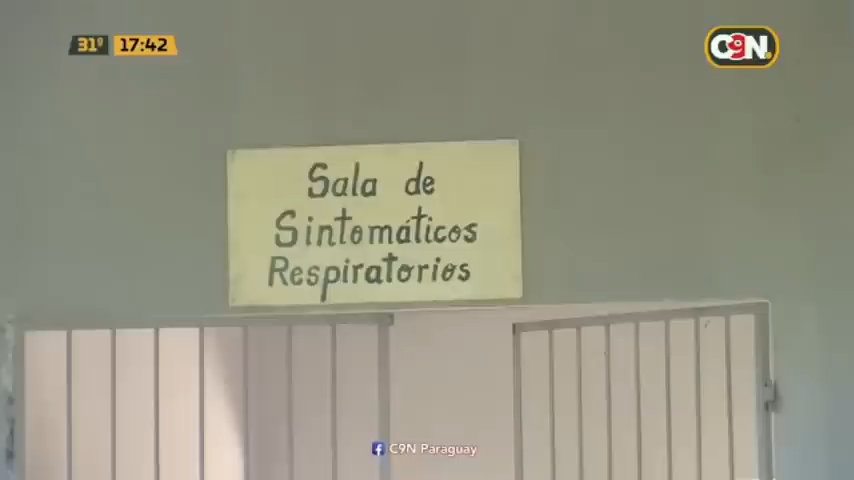 31º 17:42
C9N.
Sala de
Sintomáticos
Respiratorios
C9N Paraguay